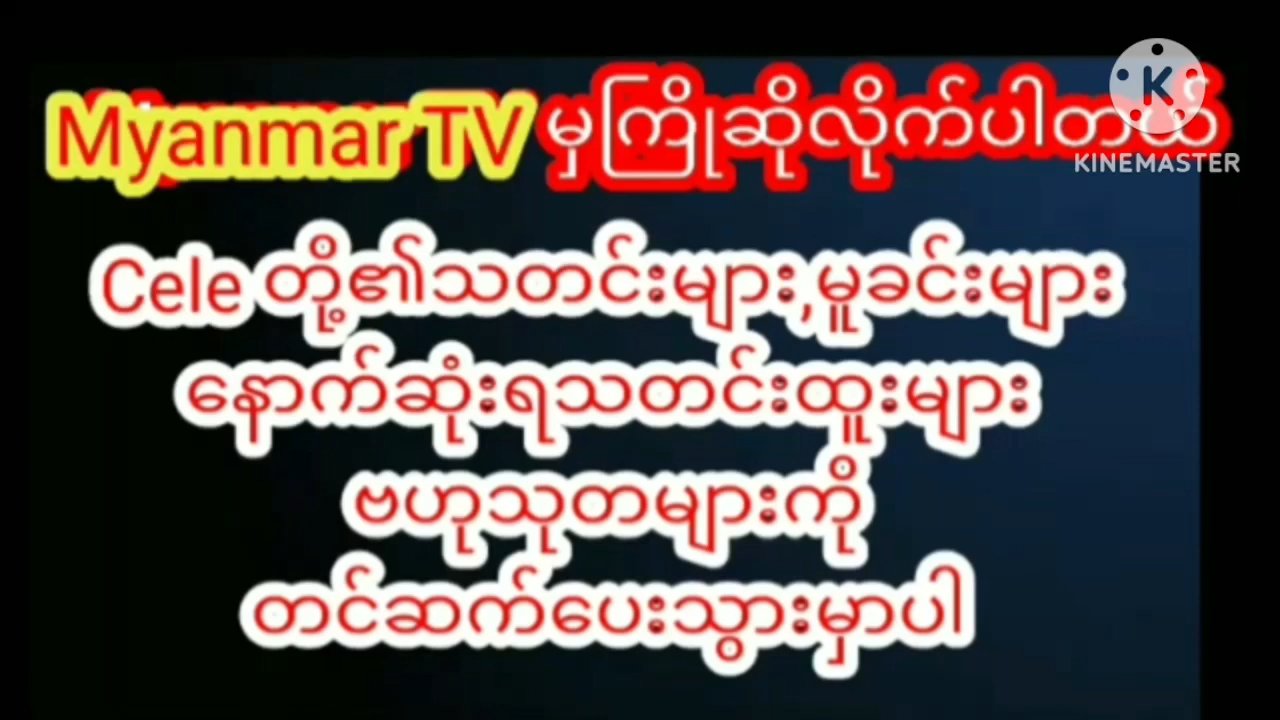 Myanmar TV မှကြိုဆိုလိုက်ပါတယ်
KINEMASTER
Cele တို့၏သတင်းများ,မူခင်းများ
နောက်ဆုံးရသတင်းထူးများ
ဗဟုသုတများကို
တင်ဆက်ပေးသွားမှာပါ